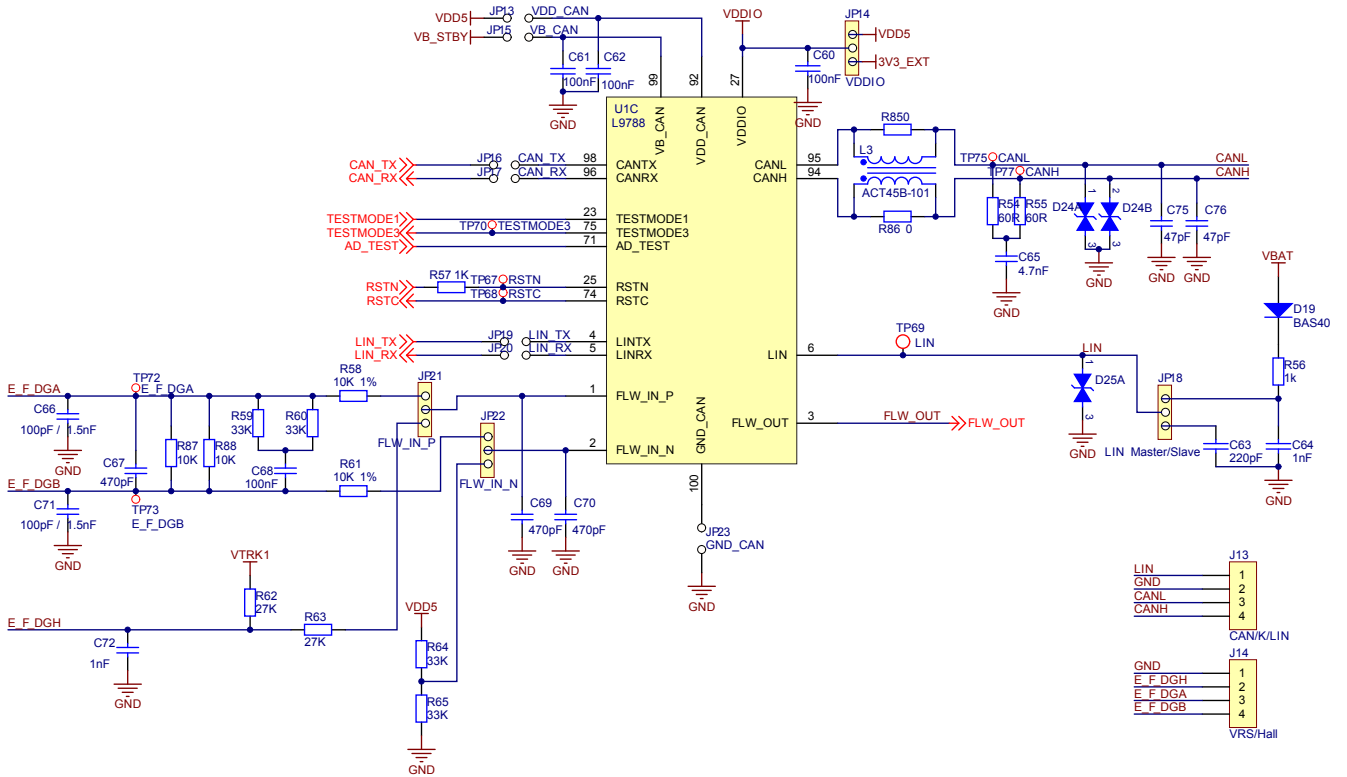 VDD5 JP13 VDD_CAN
VB_STBY JP15 VB_CAN
C61 C62
100nF 100nF
GND
99 92 27
VDDIO
JP14
VDD5
3V3_EXT
VDDIO
C60
100nF
GND
U1C
L9788
VB_CAN VDD_CAN VDDIO
CAN_TX JP16 CAN_TX 98 CANTX
CAN_RX JP17 CAN_RX 96 CANRX
TESTMODE1 23 TESTMODE1
TESTMODE3 TP70 TESTMODE3 75 TESTMODE3
AD_TEST 71 AD_TEST
RSTN R57 1K TP67 RSTN 25 RSTN
RSTC TP68 RSTC 74 RSTC
LIN_TX JP19 LIN_TX 4 LINTX
LIN_RX JP20 LIN_RX 5 LINRX
1 FLW_IN_P
2 FLW_IN_N
CANL 95
CANH 94
LIN 6
FLW_OUT 3 FLW_OUT FLW_OUT
GND_CAN
100
JP23
GND_CAN
GND
R850
L3
ACT45B-101
R86 0
TP75 CANL CANL
TP77 CANH CANH
R54 R55
60R 60R
C65
4.7nF
GND
D24A D24B
1 2
3 3
GND
C75 C76
47pF 47pF
GND GND
VBAT
D19
BAS40
R56
1k
TP69
LIN
LIN
D25A
1
3
GND
JP18
LIN Master/Slave
C63
220pF
C64
1nF
GND
E_F_DGA TP72 E_F_DGA
C66
100pF / 1.5nF
GND
C67
470pF
R87
10K
R88
10K
R59
33K
R60
33K
C68
100nF
R58
10K 1%
JP21
FLW_IN_P
JP22
FLW_IN_N
R61
10K 1%
E_F_DGB
TP73
E_F_DGB
C71
100pF / 1.5nF
GND
C69 C70
470pF 470pF
GND GND
VTRK1
R62
27K
E_F_DGH
R63
27K
C72
1nF
GND
VDD5
R64
33K
R65
33K
GND
J13
LIN 1
GND 2
CANL 3
CANH 4
CAN/K/LIN
J14
GND 1
E_F_DGH 2
E_F_DGA 3
E_F_DGB 4
VRS/Hall